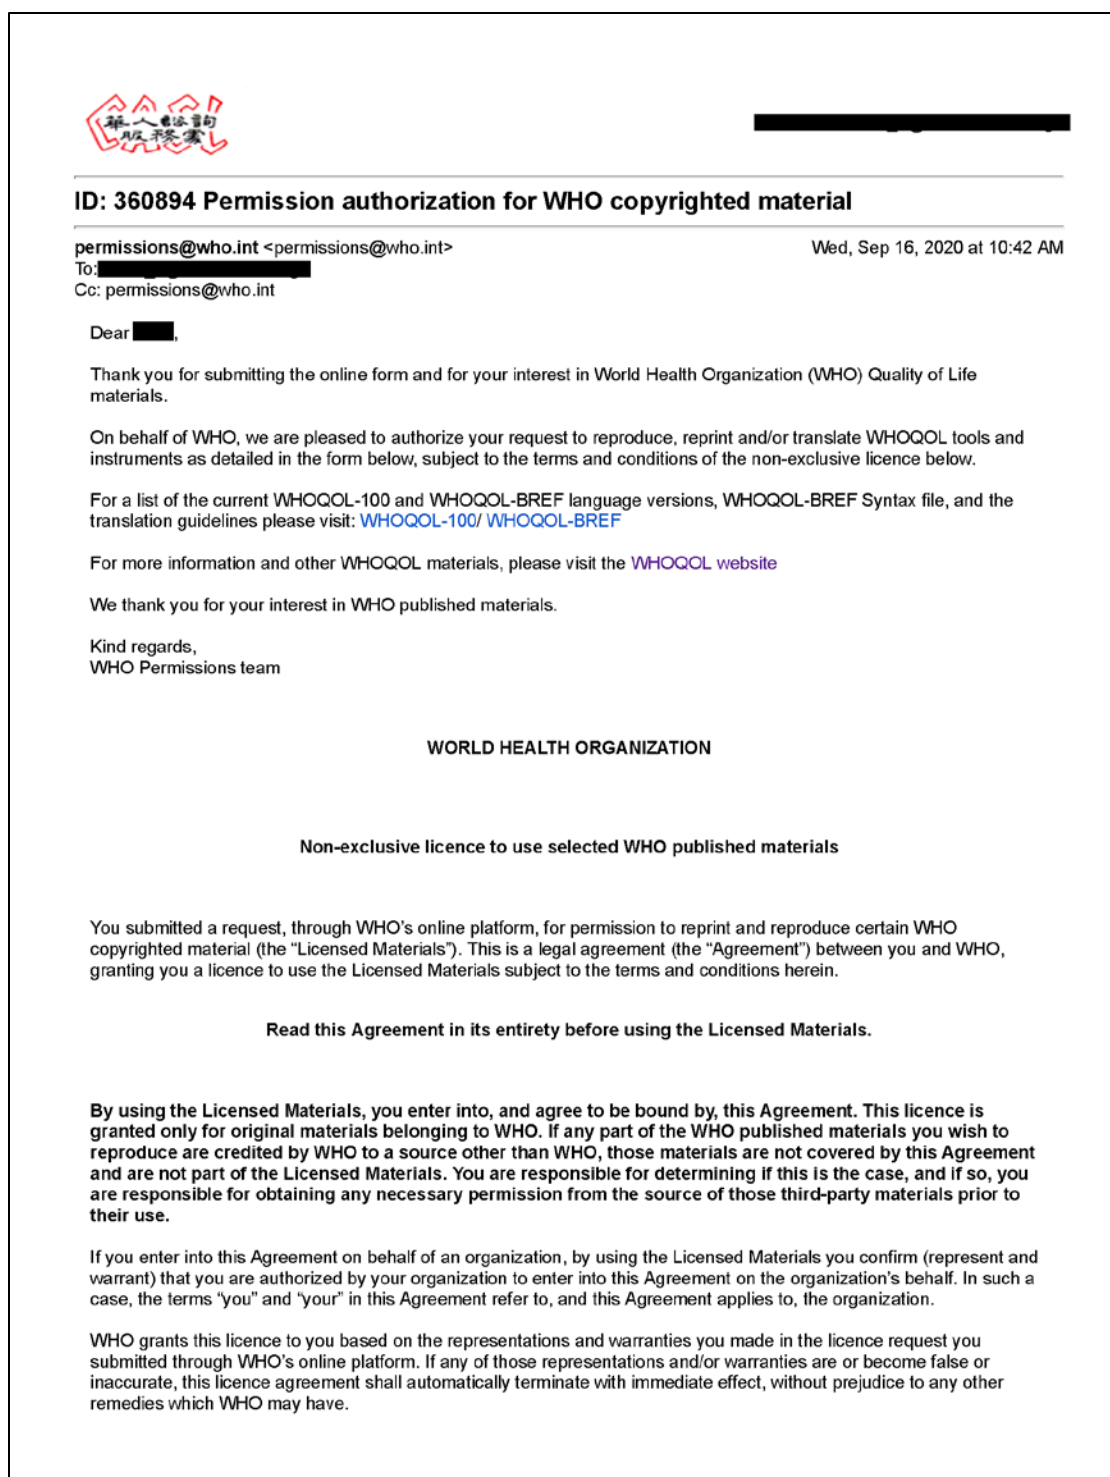 華人諮詢
服務雲
ID: 360894 Permission authorization for WHO copyrighted material
permissions@who.int <permissions@who.int>
Wed, Sep 16, 2020 at 10:42 AM
To:
Cc: permissions@who.int
Dear ,
Thank you for submitting the online form and for your interest in World Health Organization (WHO) Quality of Life
materials.
On behalf of WHO, we are pleased to authorize your request to reproduce, reprint and/or translate WHOQOL tools and
instruments as detailed in the form below, subject to the terms and conditions of the non-exclusive licence below.
For a list of the current WHOQOL-100 and WHOQOL-BREF language versions, WHOQOL-BREF Syntax file, and the
translation guidelines please visit: WHOQOL-100/ WHOQOL-BREF
For more information and other WHOQOL materials, please visit the WHOQOL website
We thank you for your interest in WHO published materials.
Kind regards,
WHO Permissions team
WORLD HEALTH ORGANIZATION
Non-exclusive licence to use selected WHO published materials
You submitted a request, through WHO's online platform, for permission to reprint and reproduce certain WHO
copyrighted material (the “Licensed Materials”). This is a legal agreement (the “Agreement”) between you and WHO,
granting you a licence to use the Licensed Materials subject to the terms and conditions herein.
Read this Agreement in its entirety before using the Licensed Materials.
By using the Licensed Materials, you enter into, and agree to be bound by, this Agreement. This licence is
granted only for original materials belonging to WHO. If any part of the WHO published materials you wish to
reproduce are credited by WHO to a source other than WHO, those materials are not covered by this Agreement
and are not part of the Licensed Materials. You are responsible for determining if this is the case, and if so, you
are responsible for obtaining any necessary permission from the source of those third-party materials prior to
their use.
If you enter into this Agreement on behalf of an organization, by using the Licensed Materials you confirm (represent and
warrant) that you are authorized by your organization to enter into this Agreement on the organization's behalf. In such a
case, the terms “you” and “your” in this Agreement refer to, and this Agreement applies to, the organization.
WHO grants this licence to you based on the representations and warranties you made in the licence request you
submitted through WHO's online platform. If any of those representations and/or warranties are or become false or
inaccurate, this licence agreement shall automatically terminate with immediate effect, without prejudice to any other
remedies which WHO may have.